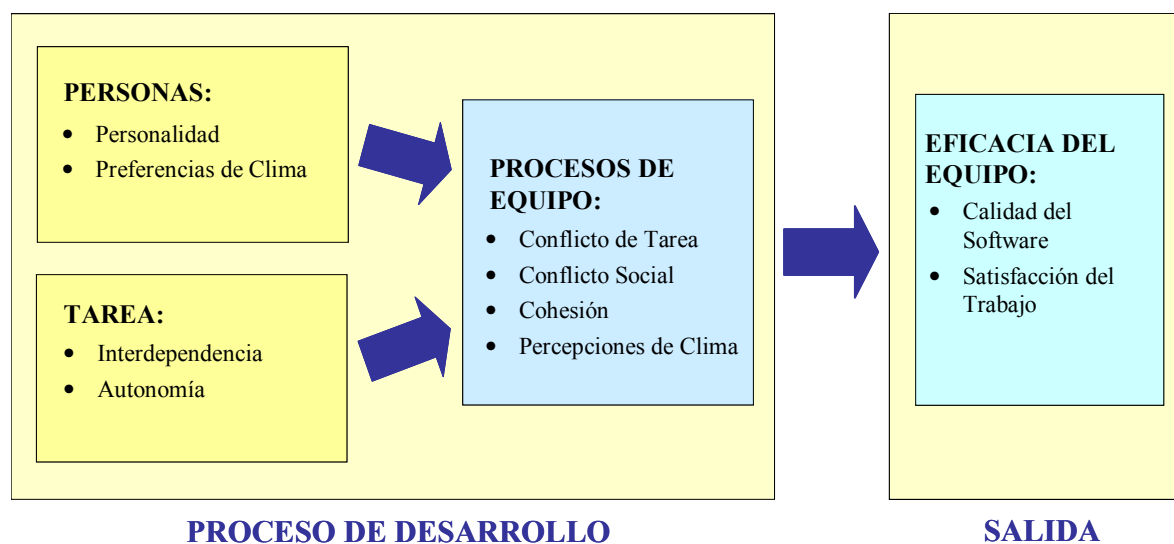 PERSONAS:
• Personalidad
• Preferencias de Clima
TAREA:
• Interdependencia
• Autonomía
PROCESOS DE
EQUIPO:
• Conflicto de Tarea
• Conflicto Social
• Cohesión
• Percepciones de Clima
EFICACIA DEL
EQUIPO:
• Calidad del
Software
• Satisfacción del
Trabajo
PROCESO DE DESARROLLO
SALIDA